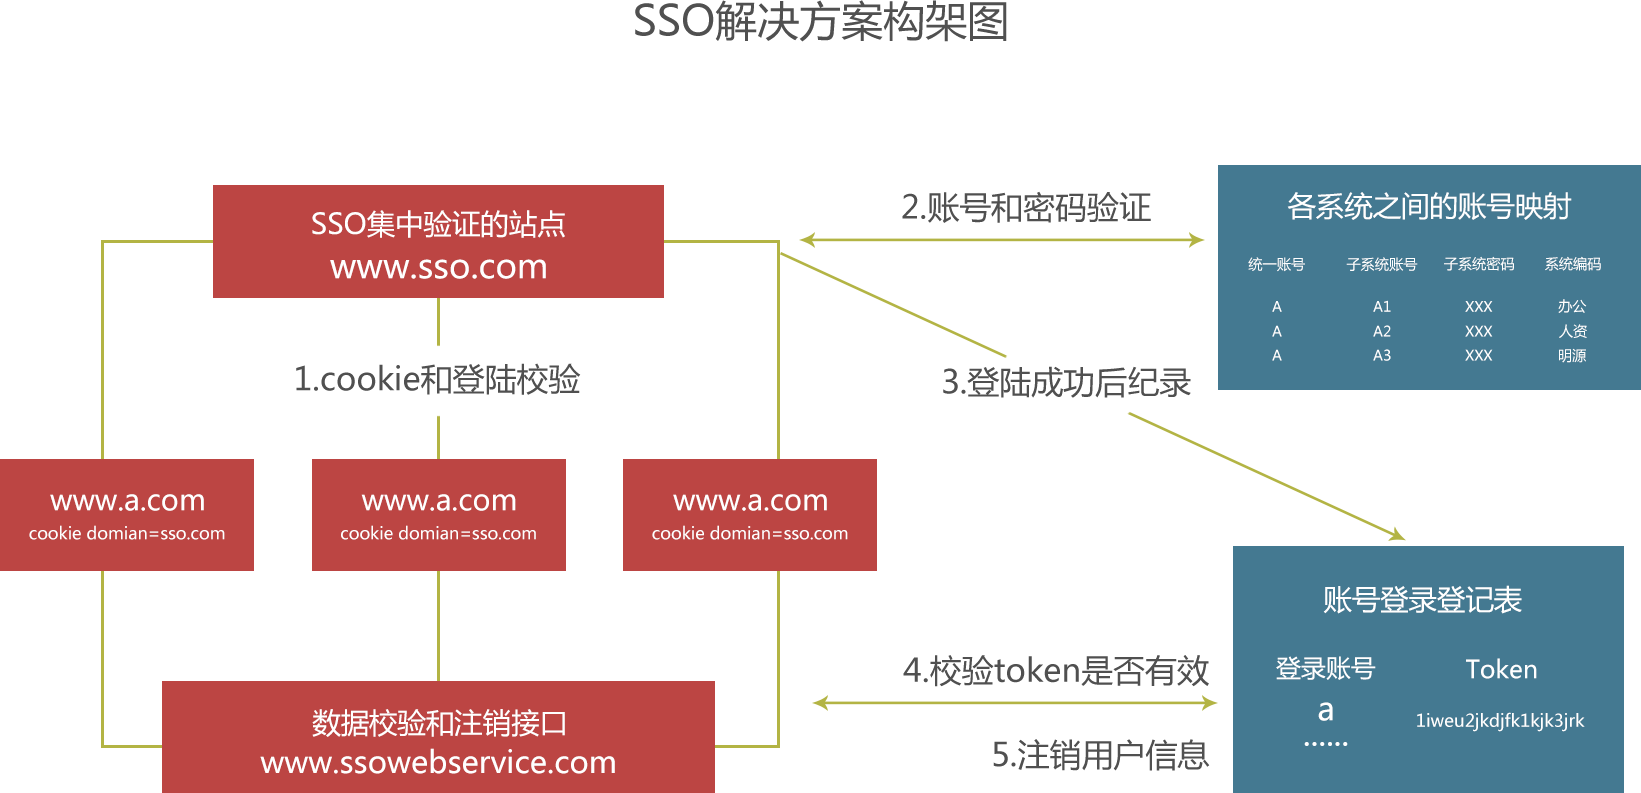 SSO解决方案构架图
SSO集中验证的站点
www.sso.com
2.账号和密码验证
各系统之间的账号映射
统一账号 子系统账号 子系统密码 系统编码
A A1 XXX 办公
A A2 XXX 人资
A A3 XXX 明源
1.cookie和登陆校验
3.登陆成功后纪录
www.a.com
cookie domian=sso.com
www.a.com
cookie domian=sso.com
www.a.com
cookie domian=sso.com
账号登录登记表
登录账号 Token
a 1iweu2jkdjfk1kjk3jrk
......
4.校验token是否有效
5.注销用户信息
数据校验和注销接口
www.ssowebservice.com